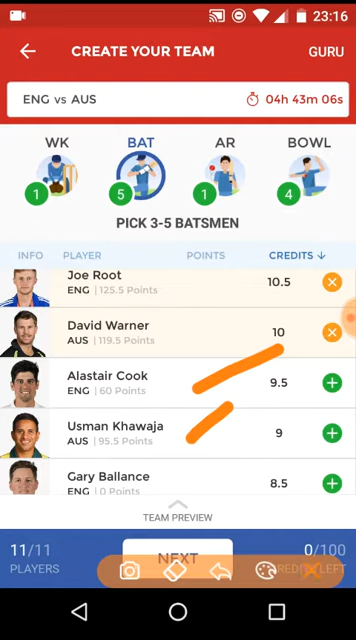 23:16
CREATE YOUR TEAM
GURU
ENG vs AUS
04h 43m 06s
WK
BAT
AR
BOWL
1
5
1
4
PICK 3-5 BATSMEN
INFO PLAYER POINTS CREDITS ↓
Joe Root
ENG | 125.5 Points
10.5
David Warner
AUS | 119.5 Points
10
Alastair Cook
ENG | 60 Points
9.5
Usman Khawaja
AUS | 95.5 Points
9
Gary Ballance
ENG | 0 Points
8.5
TEAM PREVIEW
11/11
PLAYERS
NEXT
0/100
CREDITS LEFT